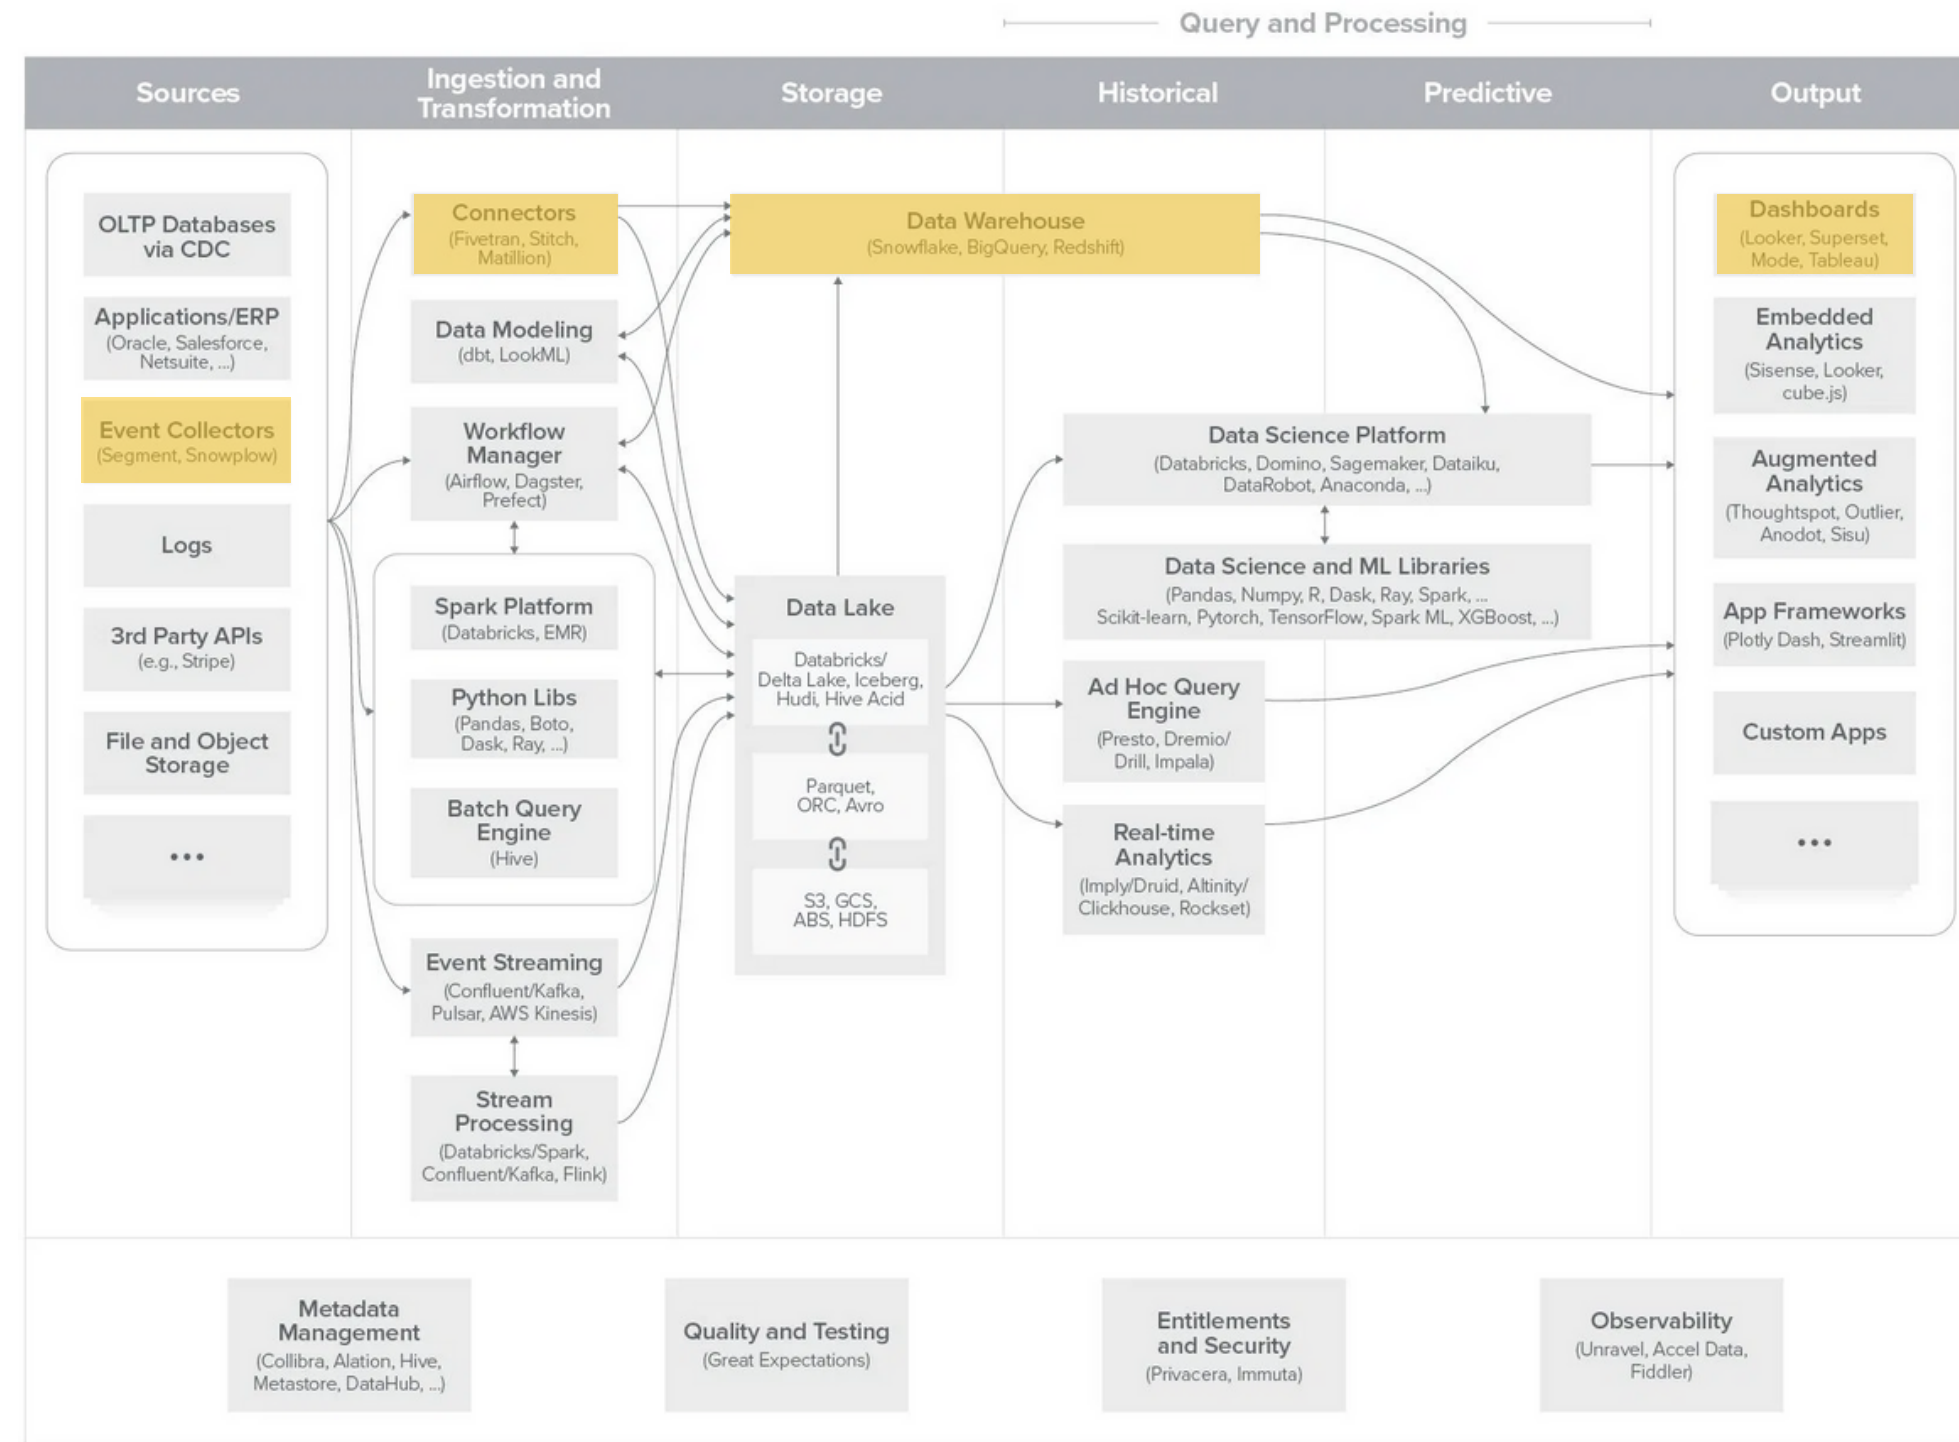 Query and Processing
Sources
Ingestion and
Transformation
Storage
Historical
Predictive
Output
OLTP Databases
via CDC
Applications/ERP
(Oracle, Salesforce,
Netsuite, ...)
Event Collectors
(Segment, Snowplow)
Logs
3rd Party APIs
(e.g., Stripe)
File and Object
Storage
...
Connectors
(Fivetran, Stitch,
Matillion)
Data Modeling
(dbt, LookML)
Workflow
Manager
(Airflow, Dagster,
Prefect)
Spark Platform
(Databricks, EMR)
Python Libs
(Pandas, Boto,
Dask, Ray, ...)
Batch Query
Engine
(Hive)
Event Streaming
(Confluent/Kafka,
Pulsar, AWS Kinesis)
Stream
Processing
(Databricks/Spark,
Confluent/Kafka, Flink)
Data Warehouse
(Snowflake, BigQuery, Redshift)
Data Lake
Databricks/
Delta Lake, Iceberg,
Hudi, Hive Acid
Parquet,
ORC, Avro
S3, GCS,
ABS, HDFS
Data Science Platform
(Databricks, Domino, Sagemaker, Dataiku,
DataRobot, Anaconda, ...)
Data Science and ML Libraries
(Pandas, Numpy, R, Dask, Ray, Spark, ...
Scikit-learn, Pytorch, TensorFlow, Spark ML, XGBoost, ...)
Ad Hoc Query
Engine
(Presto, Dremio/
Drill, Impala)
Real-time
Analytics
(Imply/Druid, Altinity/
Clickhouse, Rockset)
Dashboards
(Looker, Superset,
Mode, Tableau)
Embedded
Analytics
(Sisense, Looker,
cube.js)
Augmented
Analytics
(Thoughtspot, Outlier,
Anodot, Sisu)
App Frameworks
(Plotly Dash, Streamlit)
Custom Apps
...
Metadata
Management
(Collibra, Alation, Hive,
Metastore, DataHub, ...)
Quality and Testing
(Great Expectations)
Entitlements
and Security
(Privacera, Immuta)
Observability
(Unravel, Accel Data,
Fiddler)